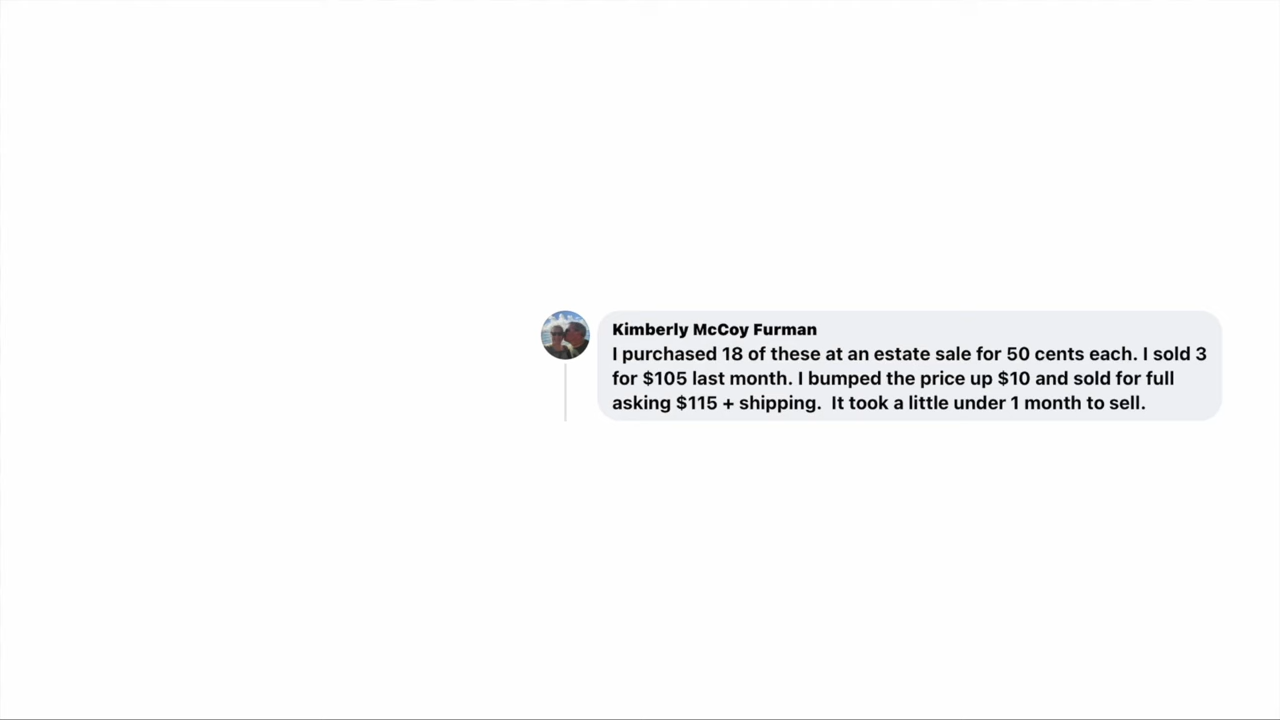 Kimberly McCoy Furman
I purchased 18 of these at an estate sale for 50 cents each. I sold 3
for $105 last month. I bumped the price up $10 and sold for full
asking $115 + shipping.  It took a little under 1 month to sell.